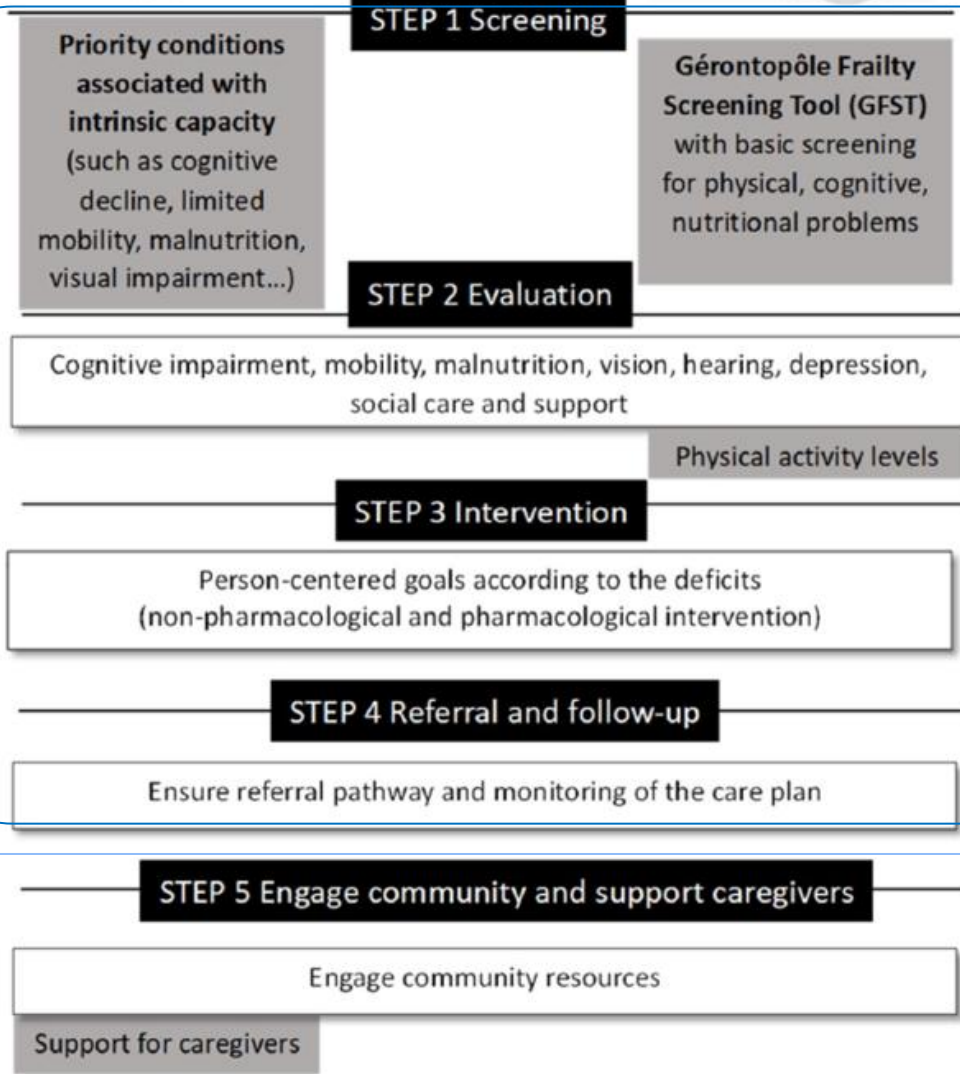 STEP 1 Screening
Priority conditions
associated with
intrinsic capacity
(such as cognitive
decline, limited
mobility, malnutrition,
visual impairment...)
Gérontopôle Frailty
Screening Tool (GFST)
with basic screening
for physical, cognitive,
nutritional problems
STEP 2 Evaluation
Cognitive impairment, mobility, malnutrition, vision, hearing, depression,
social care and support
Physical activity levels
STEP 3 Intervention
Person-centered goals according to the deficits
(non-pharmacological and pharmacological intervention)
STEP 4 Referral and follow-up
Ensure referral pathway and monitoring of the care plan
STEP 5 Engage community and support caregivers
Engage community resources
Support for caregivers